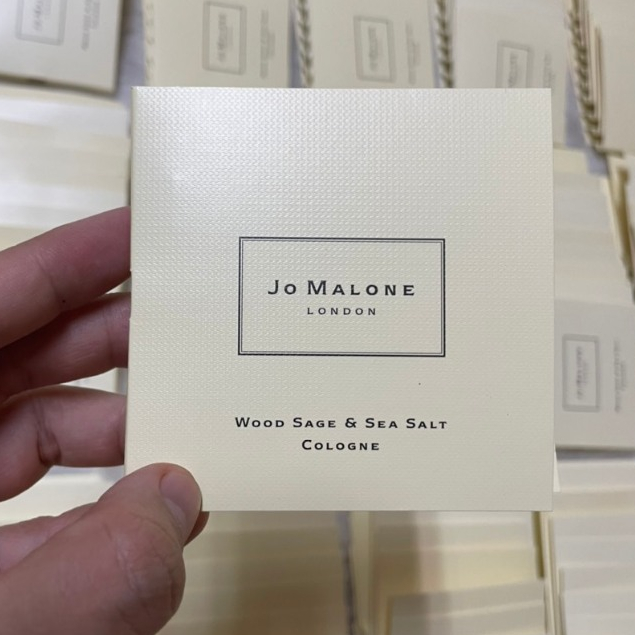 Jo Malone
LONDON
Wood Sage & Sea Salt
Cologne